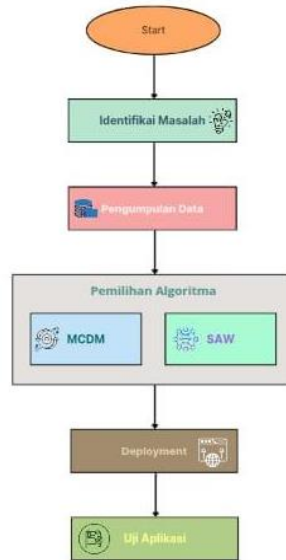 Start
Identifikai Masalah
Pengumpulan Data
Pemilihan Algoritma
MCDM
SAW
Deployment
Uji Aplikasi